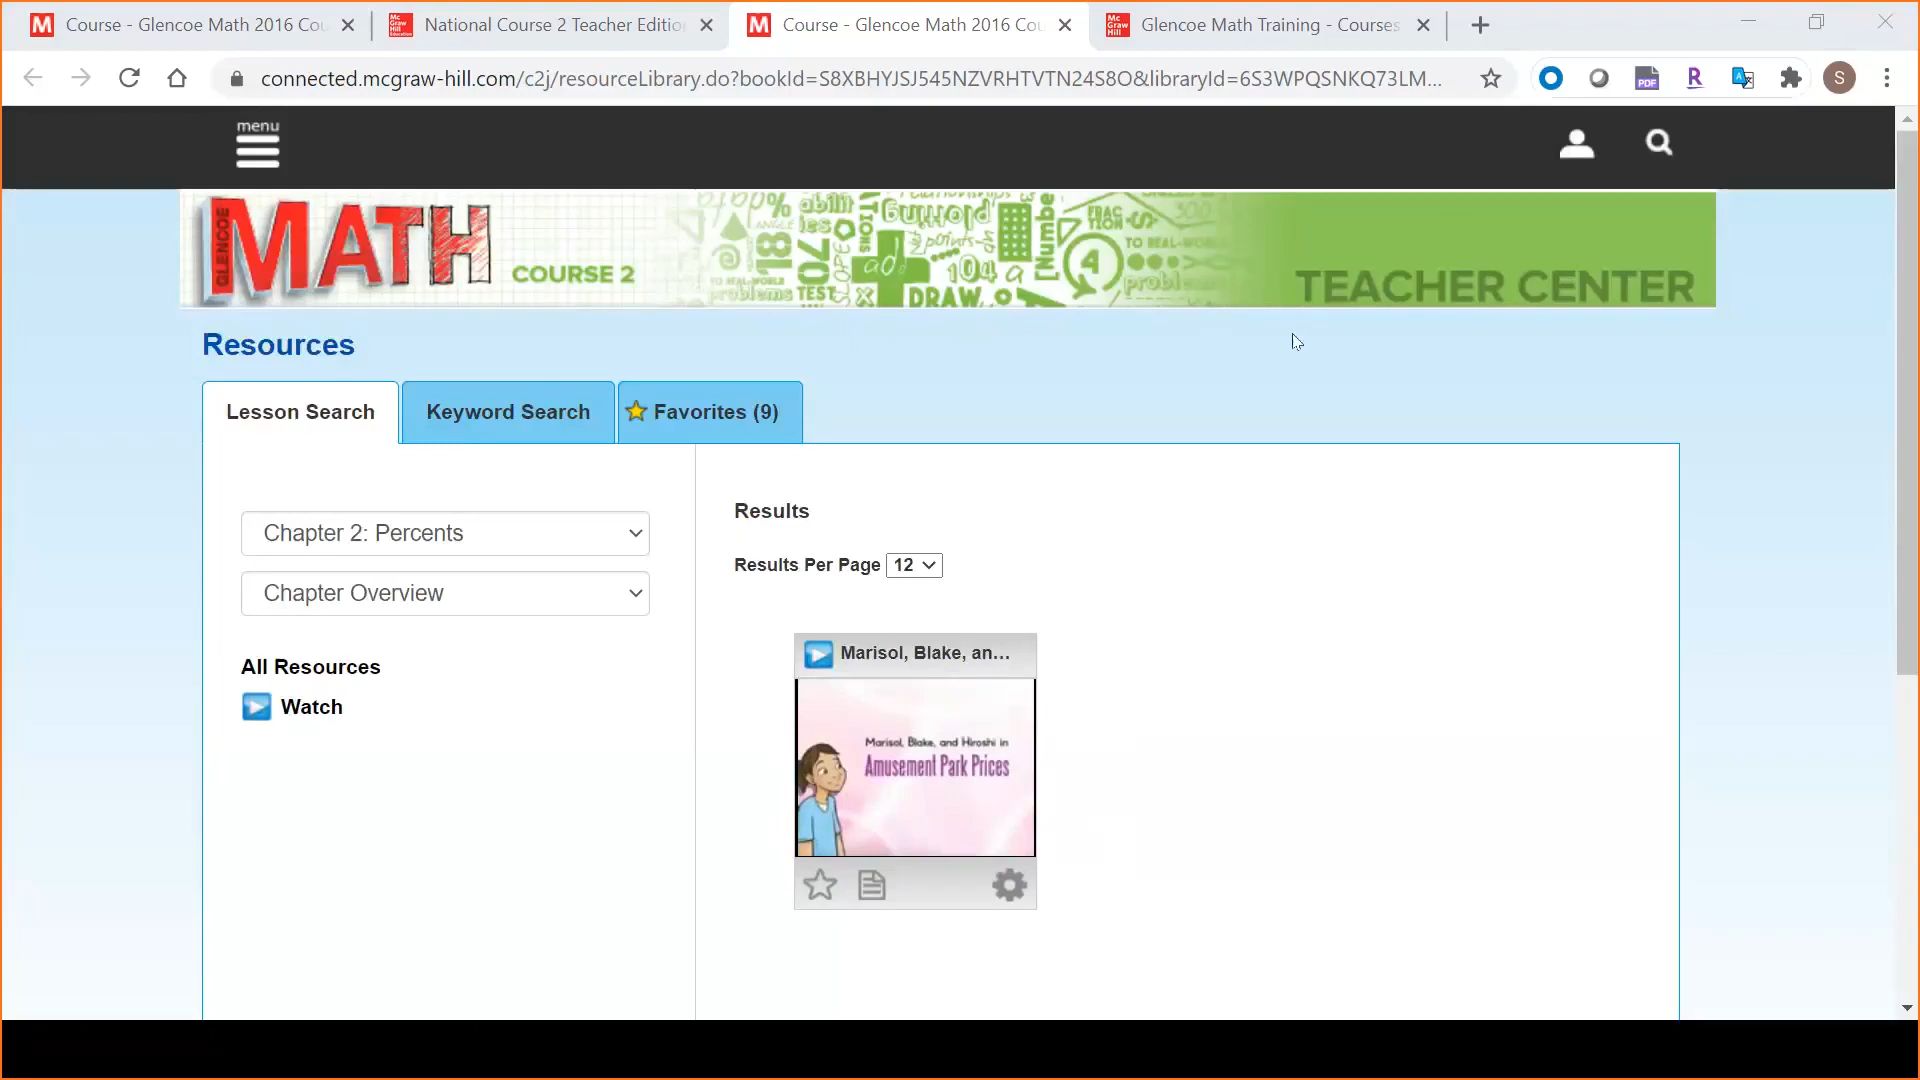 Course - Glencoe Math 2016 Cou
National Course 2 Teacher Editio
Course - Glencoe Math 2016 Cou
Glencoe Math Training - Courses
connected.mcgraw-hill.com/c2j/resourceLibrary.do?bookId=S8XBHYJSJ545NZVRHTVTN24S8O&libraryId=6S3WPQSNKQ73LM...
PDF
R
S
menu
GLENCOE
MATH
COURSE 2
TEACHER CENTER
Resources
Lesson Search
Keyword Search
Favorites (9)
Chapter 2: Percents
Chapter Overview
All Resources
Watch
Results
Results Per Page 12
Marisol, Blake, an...
Marisol, Blake, and Hiroshi in
Amusement Park Prices